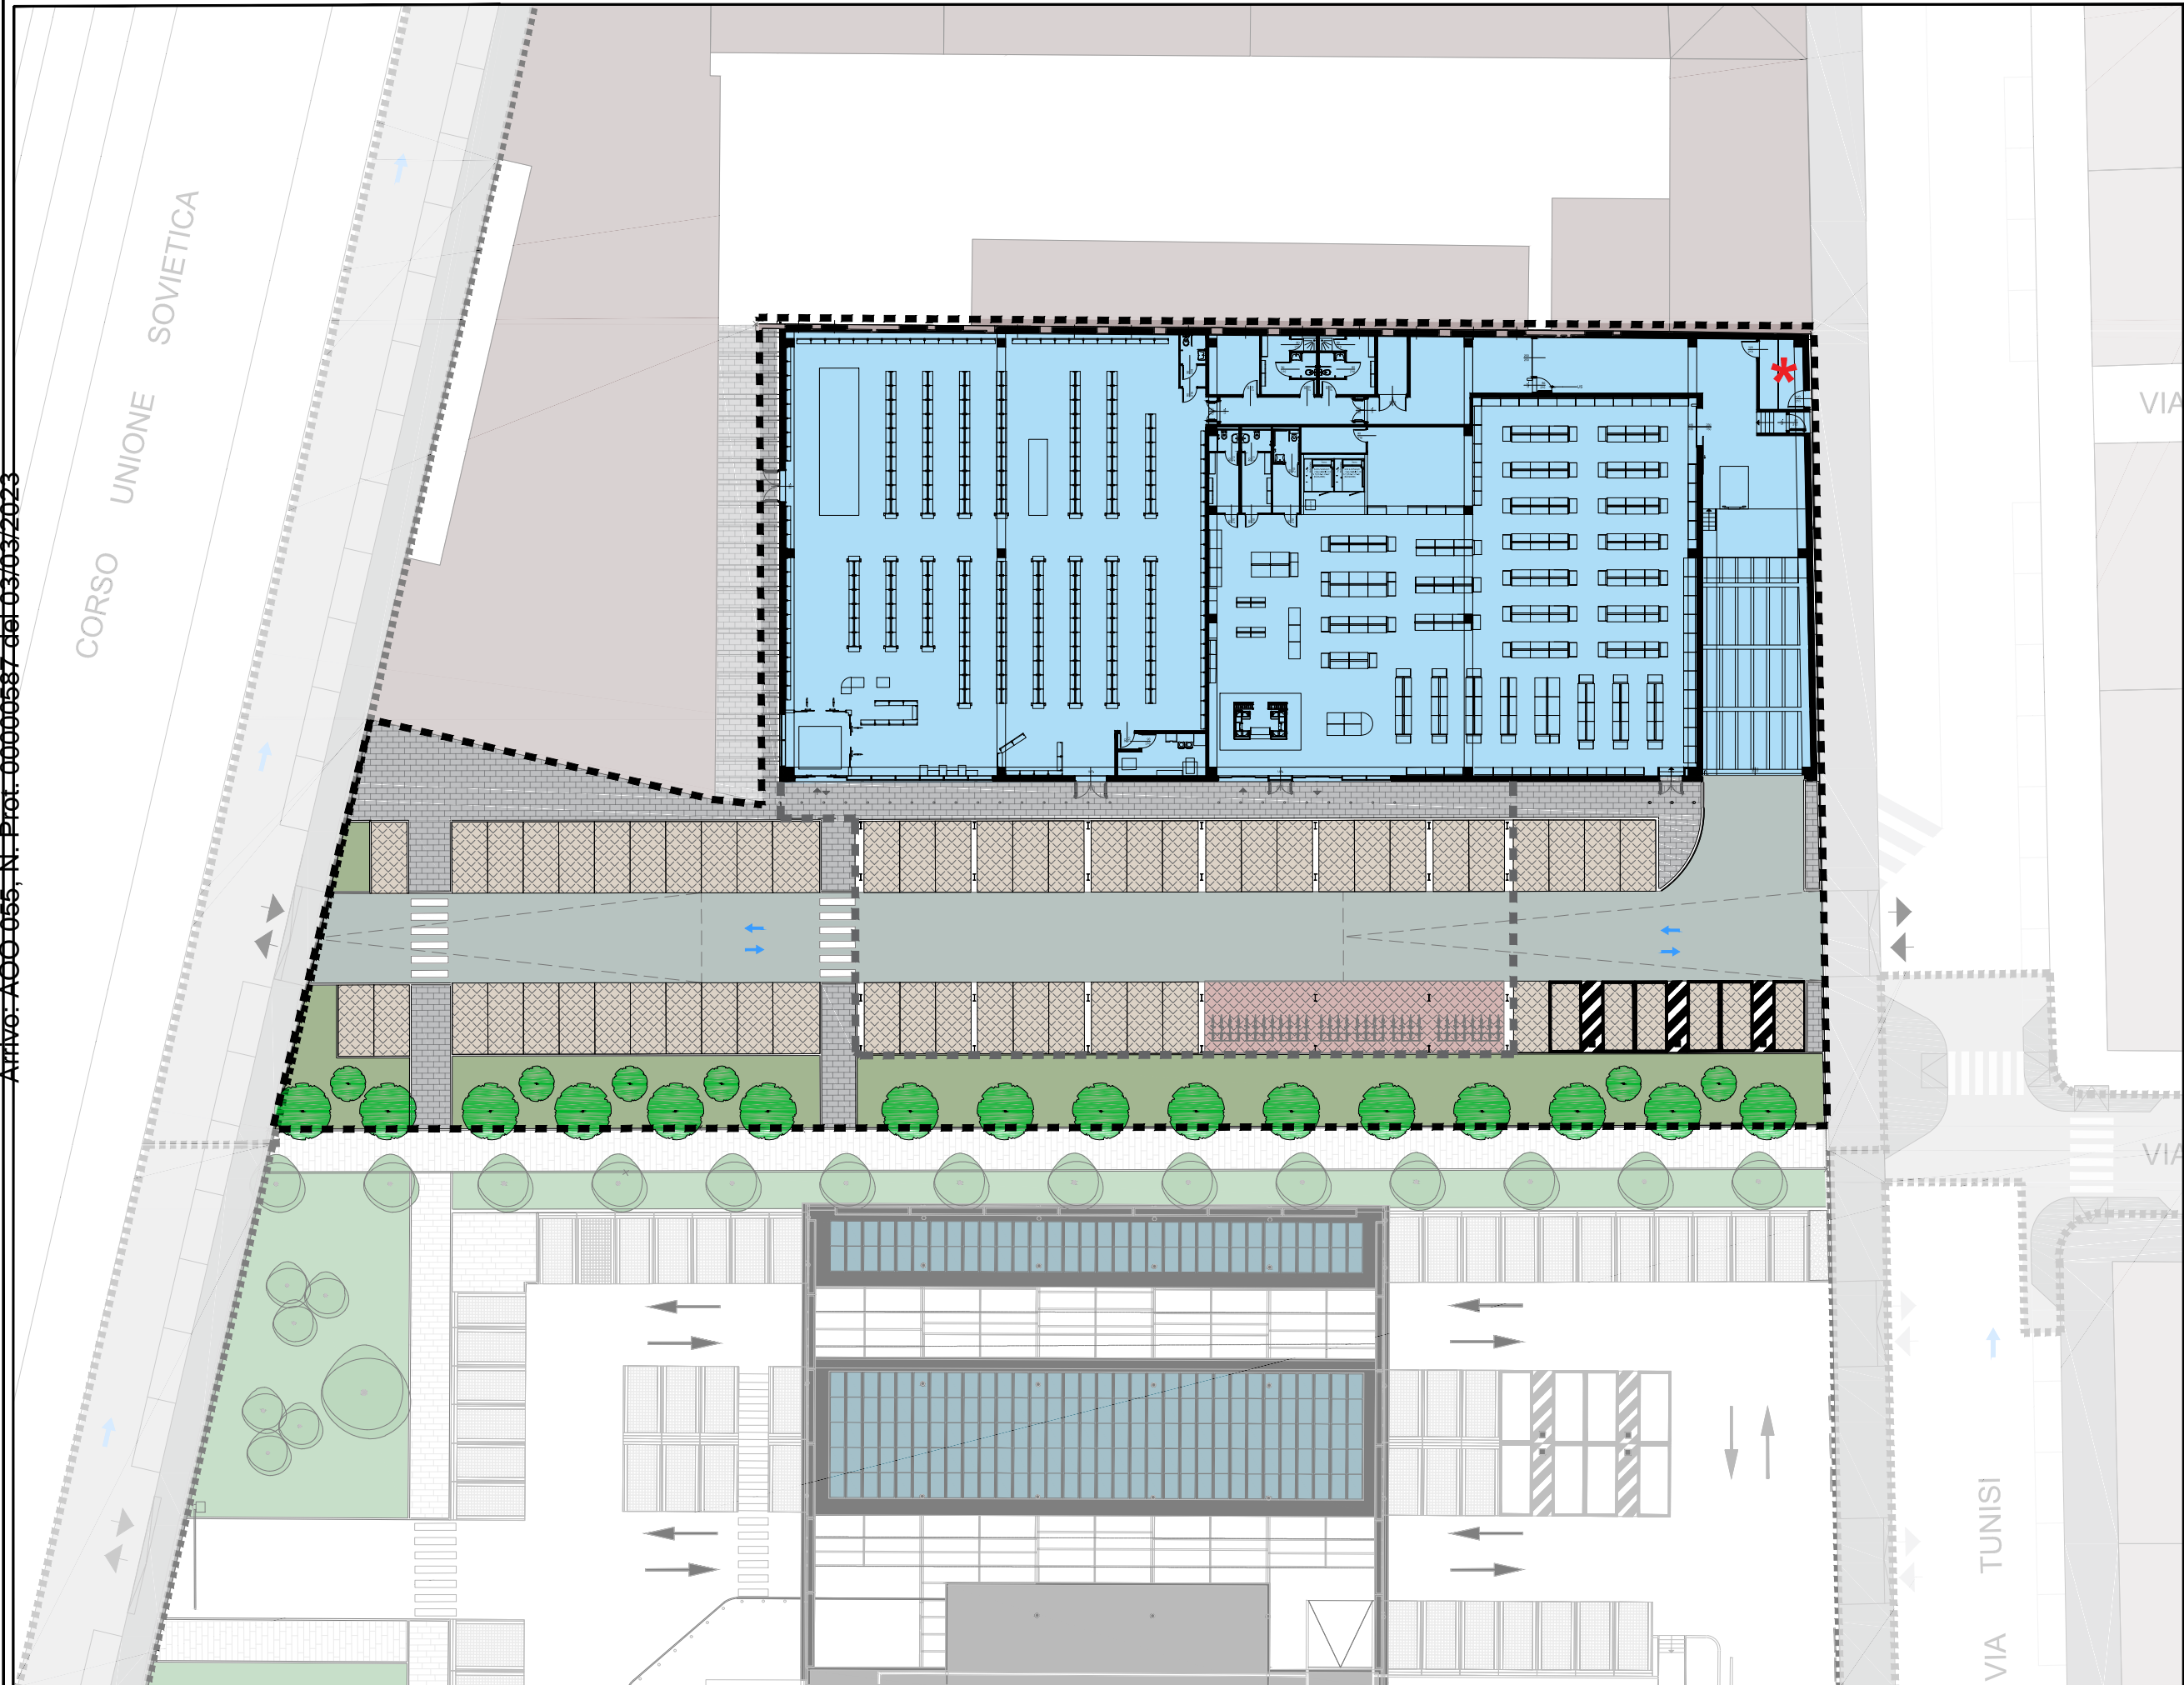 Arrivo: AOO 055, N. Prot. 00000587 del 03/03/2023
CORSO UNIONE SOVIETICA
VIA
VIA
VIA TUNISI